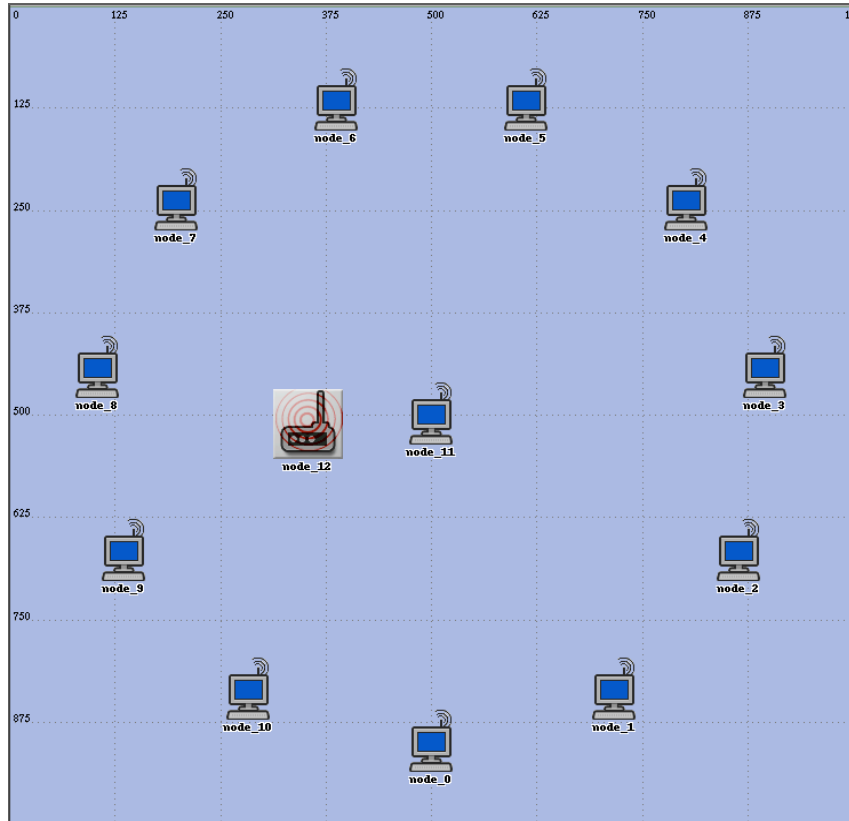 0 125 250 375 500 625 750 875 1
125
node_6 node_5
250
node_7 node_4
375
node_8 node_3
500
node_11
node_12
625
node_9 node_2
750
node_10 node_1
875
node_0